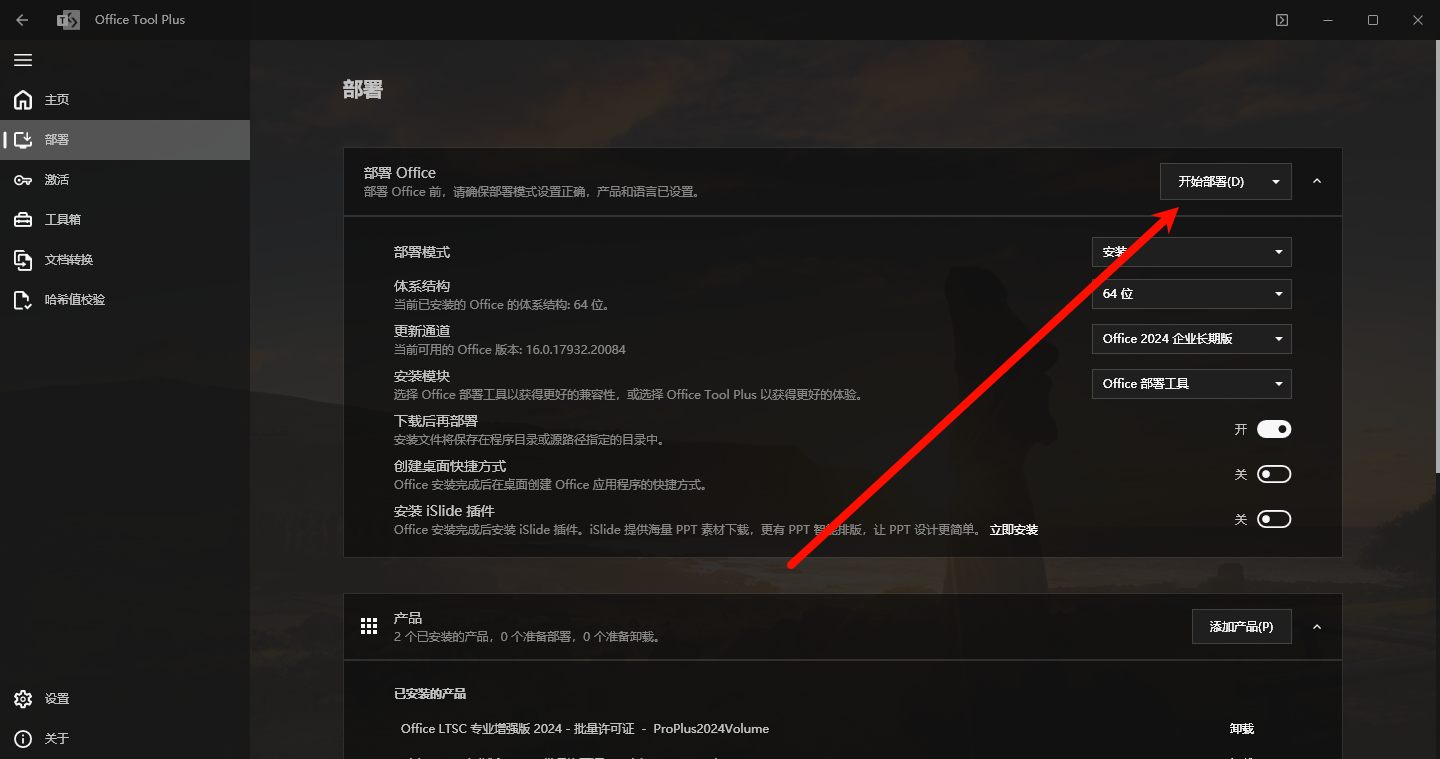 Office Tool Plus
主页
部署
激活
工具箱
文档转换
哈希值校验
设置
关于
部署
部署 Office
部署 Office 前，请确保部署模式设置正确，产品和语言已设置。
开始部署(D)
部署模式
安装
体系结构
当前已安装的 Office 的体系结构: 64 位。
64 位
更新通道
当前可用的 Office 版本: 16.0.17932.20084
Office 2024 企业长期版
安装模块
选择 Office 部署工具以获得更好的兼容性，或选择 Office Tool Plus 以获得更好的体验。
Office 部署工具
下载后再部署
安装文件将保存在程序目录或源路径指定的目录中。
开
创建桌面快捷方式
Office 安装完成后在桌面创建 Office 应用程序的快捷方式。
关
安装 iSlide 插件
Office 安装完成后安装 iSlide 插件。iSlide 提供海量 PPT 素材下载，更有 PPT 智能排版，让 PPT 设计更简单。 立即安装
关
产品
2 个已安装的产品，0 个准备部署，0 个准备卸载。
添加产品(P)
已安装的产品
Office LTSC 专业增强版 2024 - 批量许可证 - ProPlus2024Volume
卸载